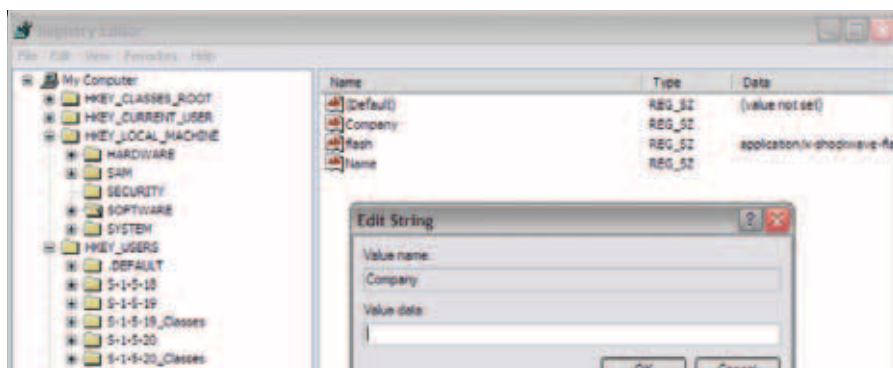 Registry Editor
File Edit View Favorites Help
My Computer
HKEY_CLASSES_ROOT
HKEY_CURRENT_USER
HKEY_LOCAL_MACHINE
HARDWARE
SAM
SECURITY
SOFTWARE
SYSTEM
HKEY_USERS
.DEFAULT
S-1-5-18
S-1-5-19
S-1-5-19_Classes
S-1-5-20
S-1-5-20_Classes
Name Type Data
(Default) REG_SZ (value not set)
Company REG_SZ
flash REG_SZ application/x-shockwave-fla
Name REG_SZ
Edit String
Value name:
Company
Value data:
OK Cancel